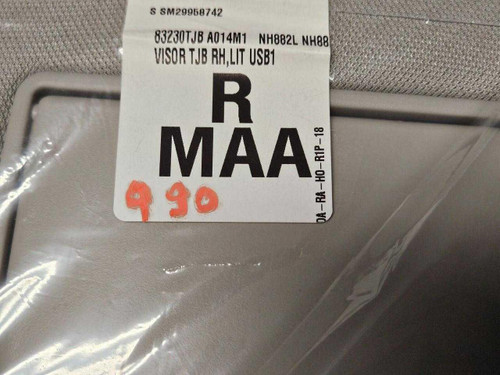 S SM29958742
83230TJB A014M1 NH882L NH88
VISOR TJB RH,LIT USB1
R
MAA
DA-RA-HO-R1P-18
990